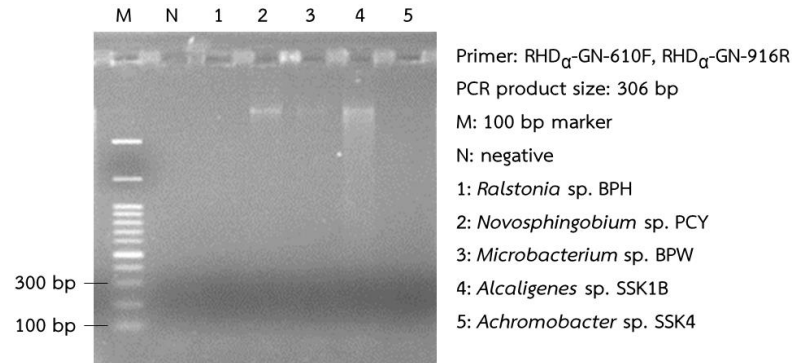 M N 1 2 3 4 5
300 bp
100 bp
Primer: RHDα-GN-610F, RHDα-GN-916R
PCR product size: 306 bp
M: 100 bp marker
N: negative
1: Ralstonia sp. BPH
2: Novosphingobium sp. PCY
3: Microbacterium sp. BPW
4: Alcaligenes sp. SSK1B
5: Achromobacter sp. SSK4